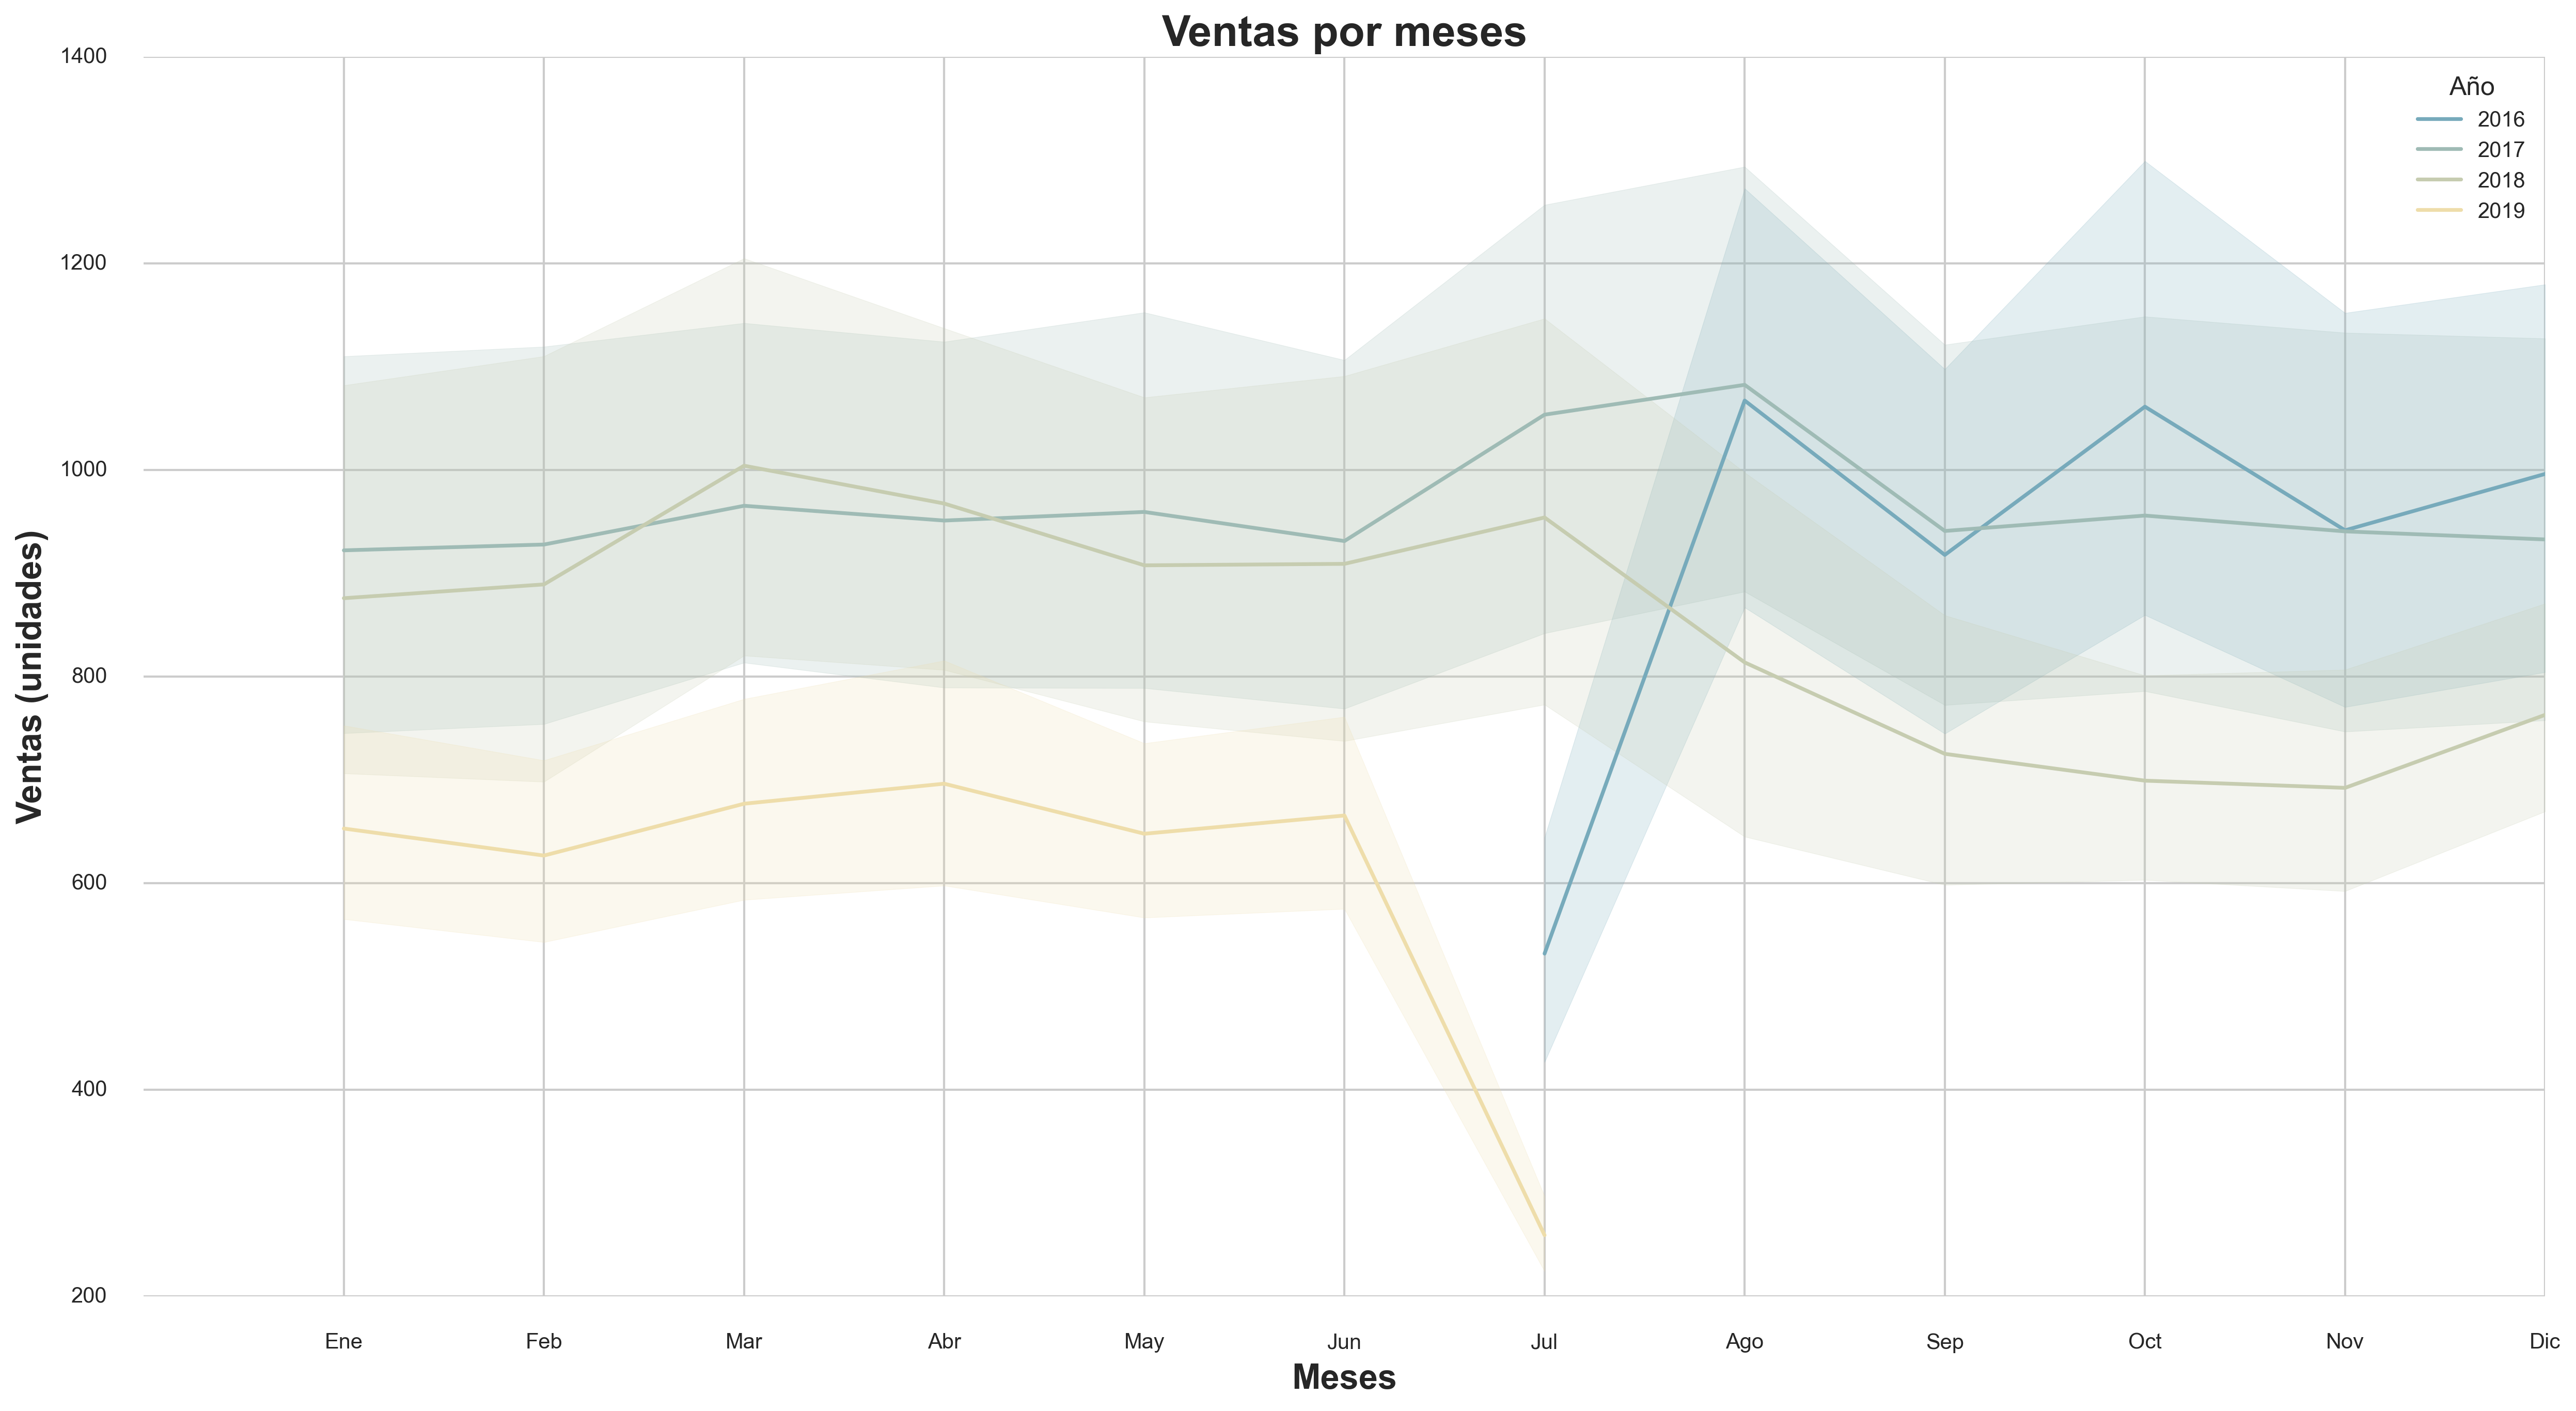 Ventas por meses
Año
2016
2017
2018
2019
Ventas (unidades)
1400
1200
1000
800
600
400
200
Ene Feb Mar Abr May Jun Jul Ago Sep Oct Nov Dic
Meses